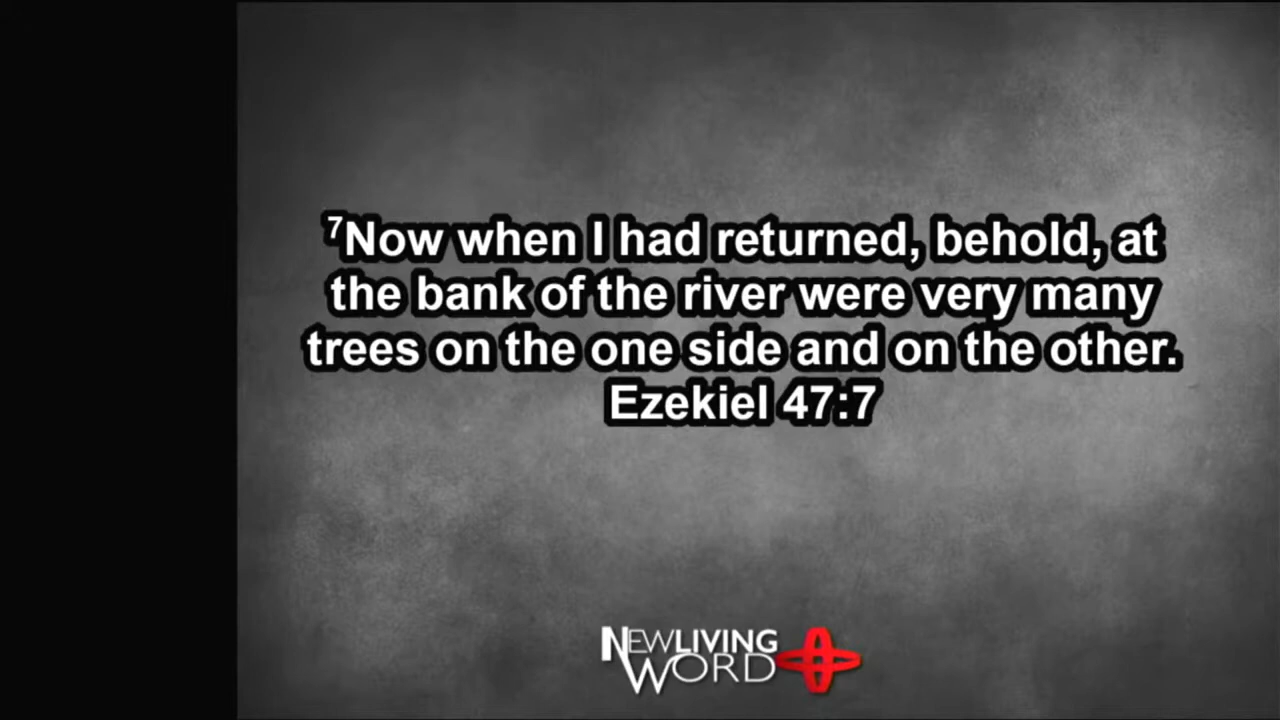 7Now when I had returned, behold, at
the bank of the river were very many
trees on the one side and on the other.
Ezekiel 47:7
NEWLIVING
WORD